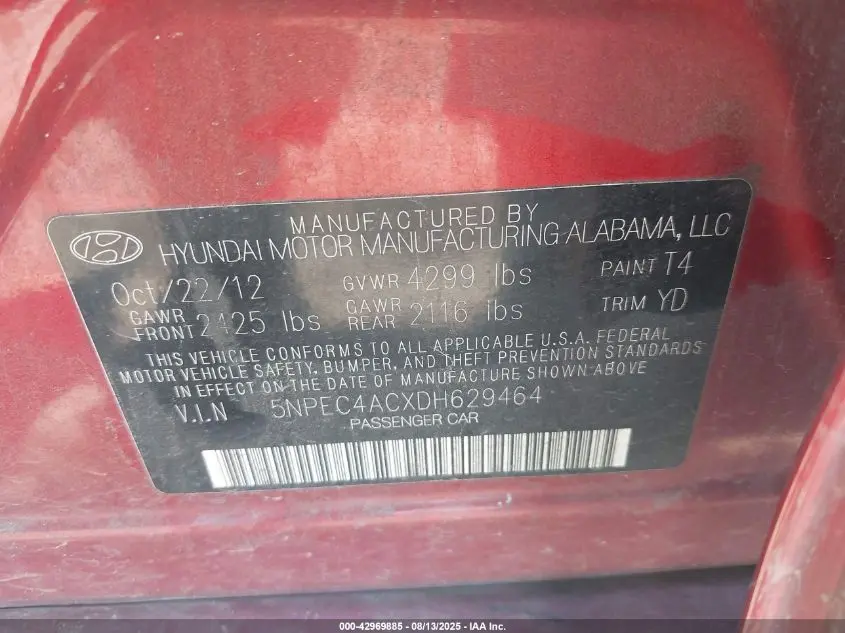 MANUFACTURED BY
HYUNDAI MOTOR MANUFACTURING ALABAMA, LLC
Oct/22/12 GVWR 4299 lbs PAINT T4
GAWR FRONT 2425 lbs GAWR REAR 2116 lbs TRIM YD
THIS VEHICLE CONFORMS TO ALL APPLICABLE U.S.A. FEDERAL
MOTOR VEHICLE SAFETY, BUMPER, AND THEFT PREVENTION STANDARDS
IN EFFECT ON THE DATE OF MANUFACTURE SHOWN ABOVE
V.I.N 5NPEC4ACXDH629464
PASSENGER CAR
000-42969885 - 08/13/2025 - IAA Inc.